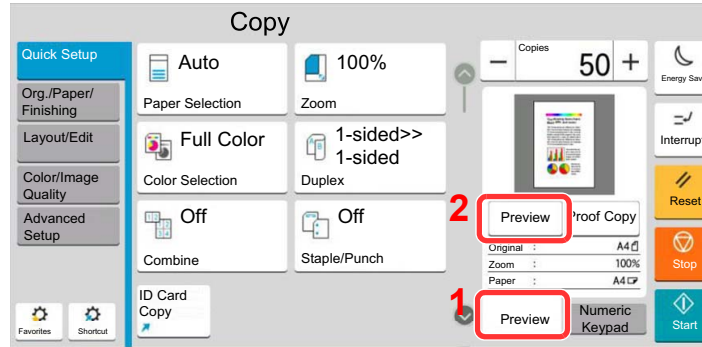 Copy
Quick Setup
Org./Paper/
Finishing
Layout/Edit
Color/Image
Quality
Advanced
Setup
Favorites
Shortcut
Auto
Paper Selection
100%
Zoom
Full Color
Color Selection
1-sided>>
1-sided
Duplex
Off
Combine
Off
Staple/Punch
ID Card
Copy
Copies
50
2
Preview
Proof Copy
Original :
A4
Zoom :
100%
Paper :
A4
1
Preview
Numeric
Keypad
Energy Sav
Interrupt
Reset
Stop
Start